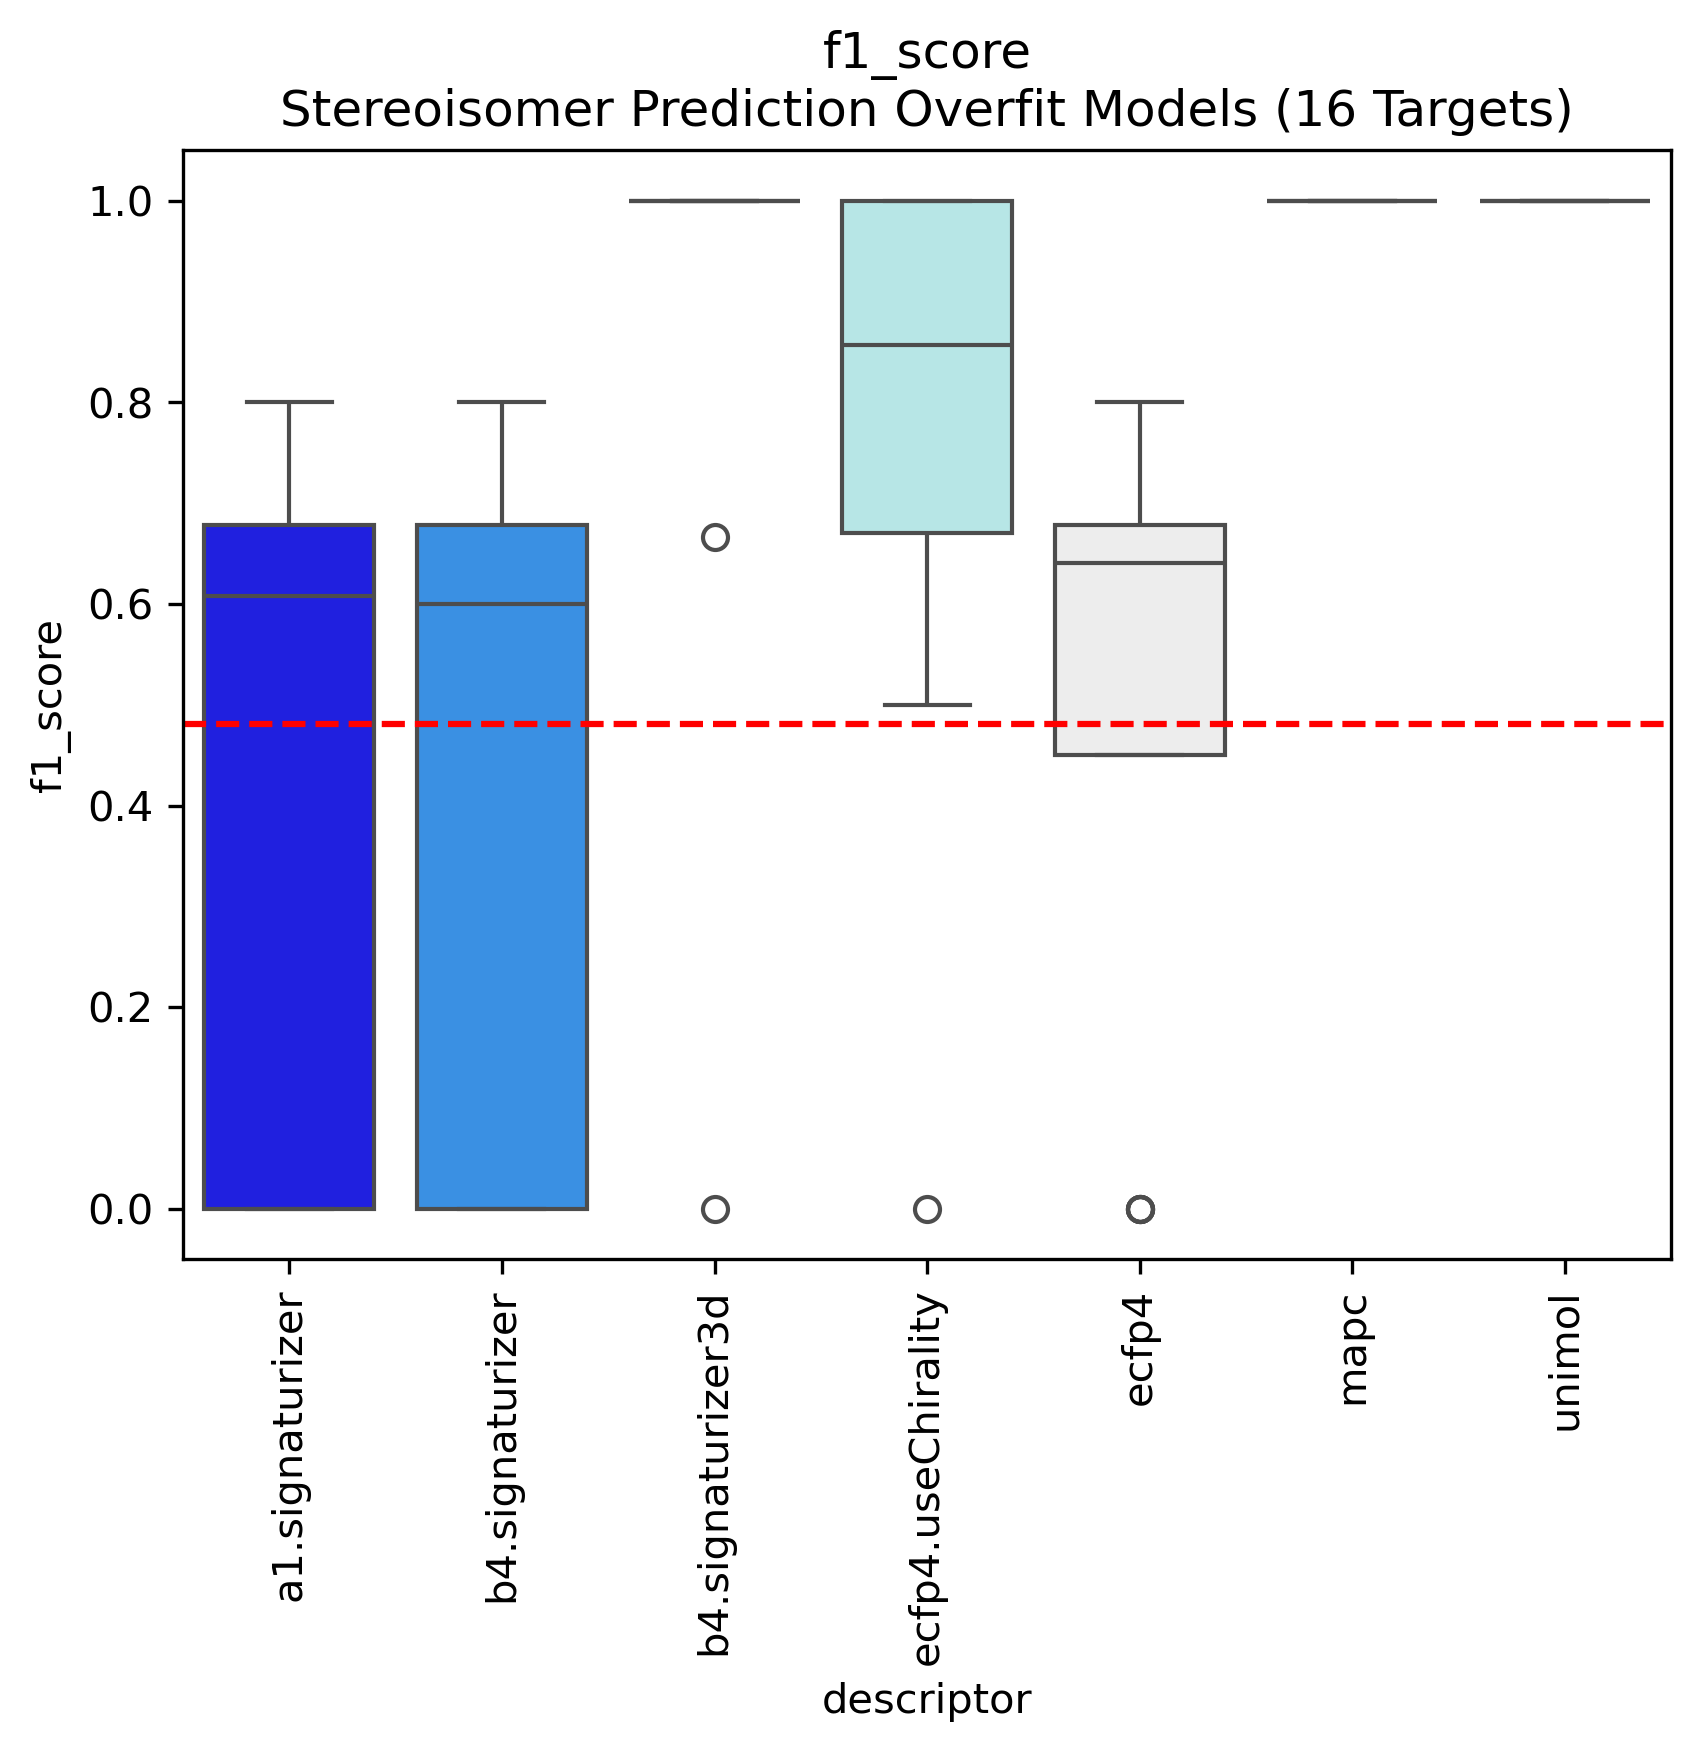 f1_score
Stereoisomer Prediction Overfit Models (16 Targets)
1.0
0.8
0.6
0.4
0.2
0.0
f1_score
a1.signaturizer
b4.signaturizer
b4.signaturizer3d
ecfp4.useChirality
ecfp4
mapc
unimol
descriptor